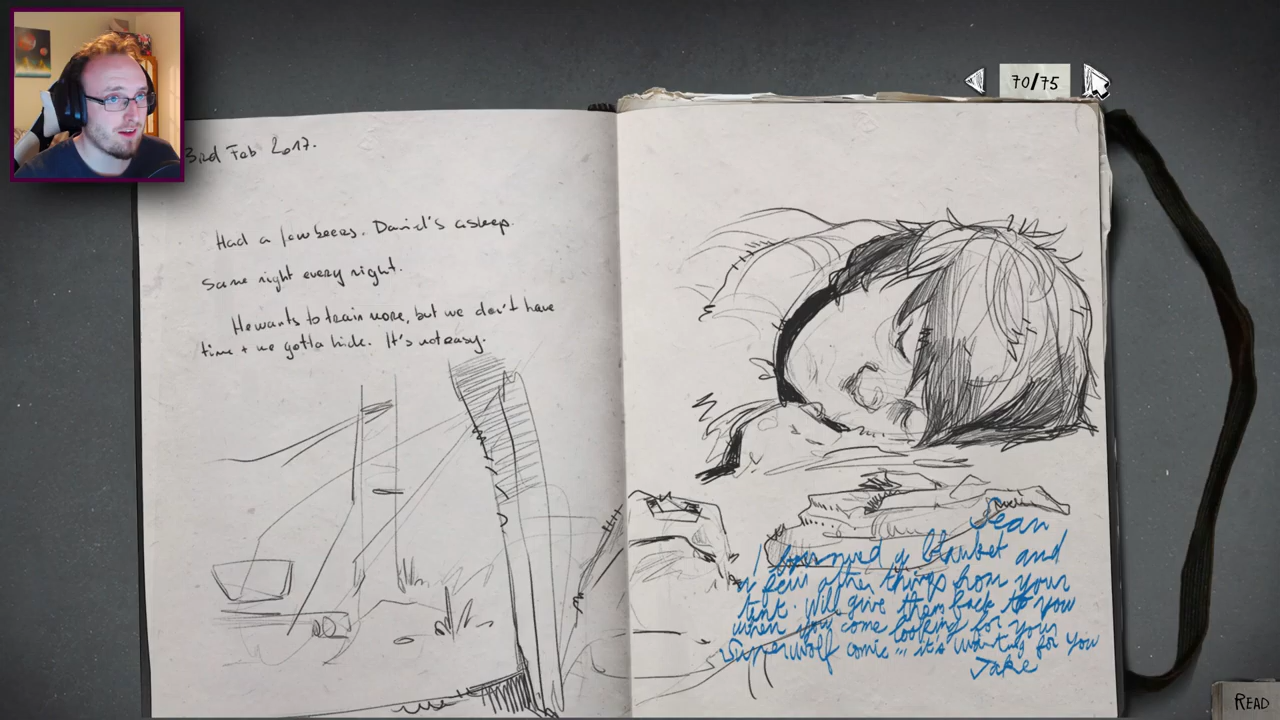 70/75
3rd Feb 2017.
Had a few beers. David's asleep.
Same night every night.
He wants to train more, but we don't have
time + we gotta hide. It's not easy.
Sean
I borrowed a blanket and
a few other things from your
tent. Will give them back to you
when you come looking for your
Superwolf comic... it's waiting for you
Jake
READ